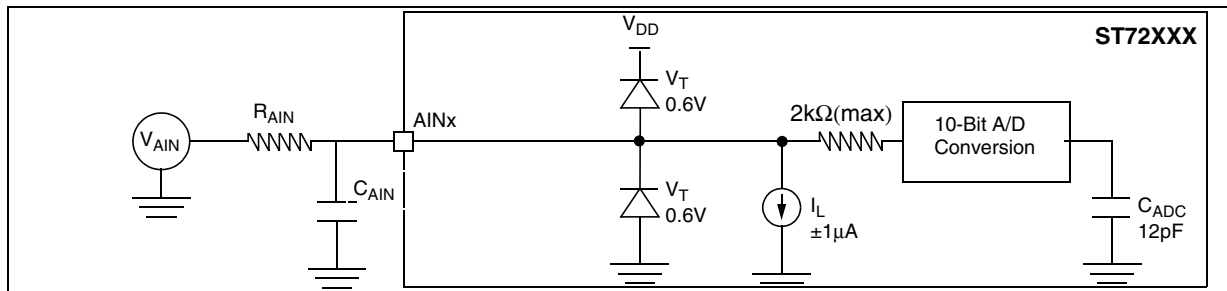 ST72XXX
V_DD
V_T
0.6V
R_AIN
AINx
2kΩ(max)
10-Bit A/D
Conversion
V_AIN
C_AIN
V_T
0.6V
I_L
±1μA
C_ADC
12pF